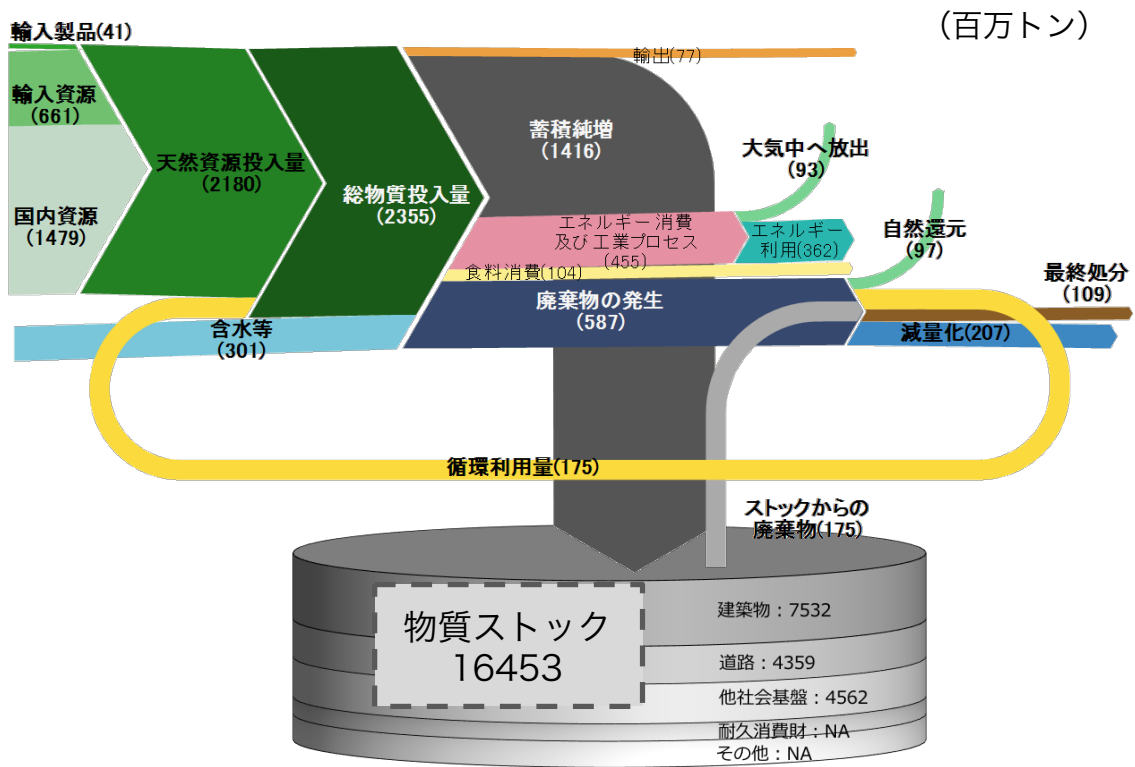 (百万トン)
輸入製品(41)
輸入資源
(661)
国内資源
(1479)
天然資源投入量
(2180)
総物質投入量
(2355)
含水等
(301)
輸出(77)
蓄積純増
(1416)
エネルギー消費
及び工業プロセス
(455)
食料消費(104)
廃棄物の発生
(587)
大気中へ放出
(93)
エネルギー
利用(362)
自然還元
(97)
最終処分
(109)
減量化(207)
循環利用量(175)
ストックからの
廃棄物(175)
物質ストック
16453
建築物:7532
道路:4359
他社会基盤:4562
耐久消費財:NA
その他:NA